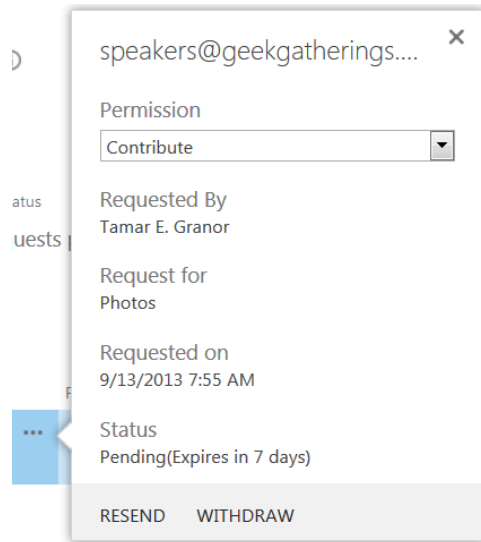 speakers@geekgatherings....
Permission
Contribute
Requested By
atus
Tamar E. Granor
uests
Request for
Photos
Requested on
9/13/2013 7:55 AM
Status
Pending(Expires in 7 days)
RESEND WITHDRAW